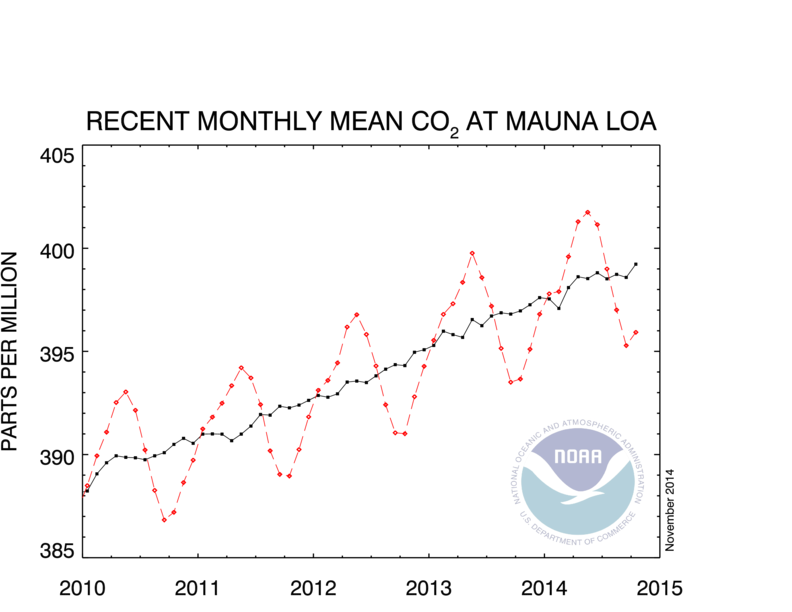 RECENT MONTHLY MEAN CO₂ AT MAUNA LOA
405
400
395
390
385
PARTS PER MILLION
2010 2011 2012 2013 2014 2015
NATIONAL OCEANIC AND ATMOSPHERIC ADMINISTRATION
NOAA
U.S. DEPARTMENT OF COMMERCE
November 2014